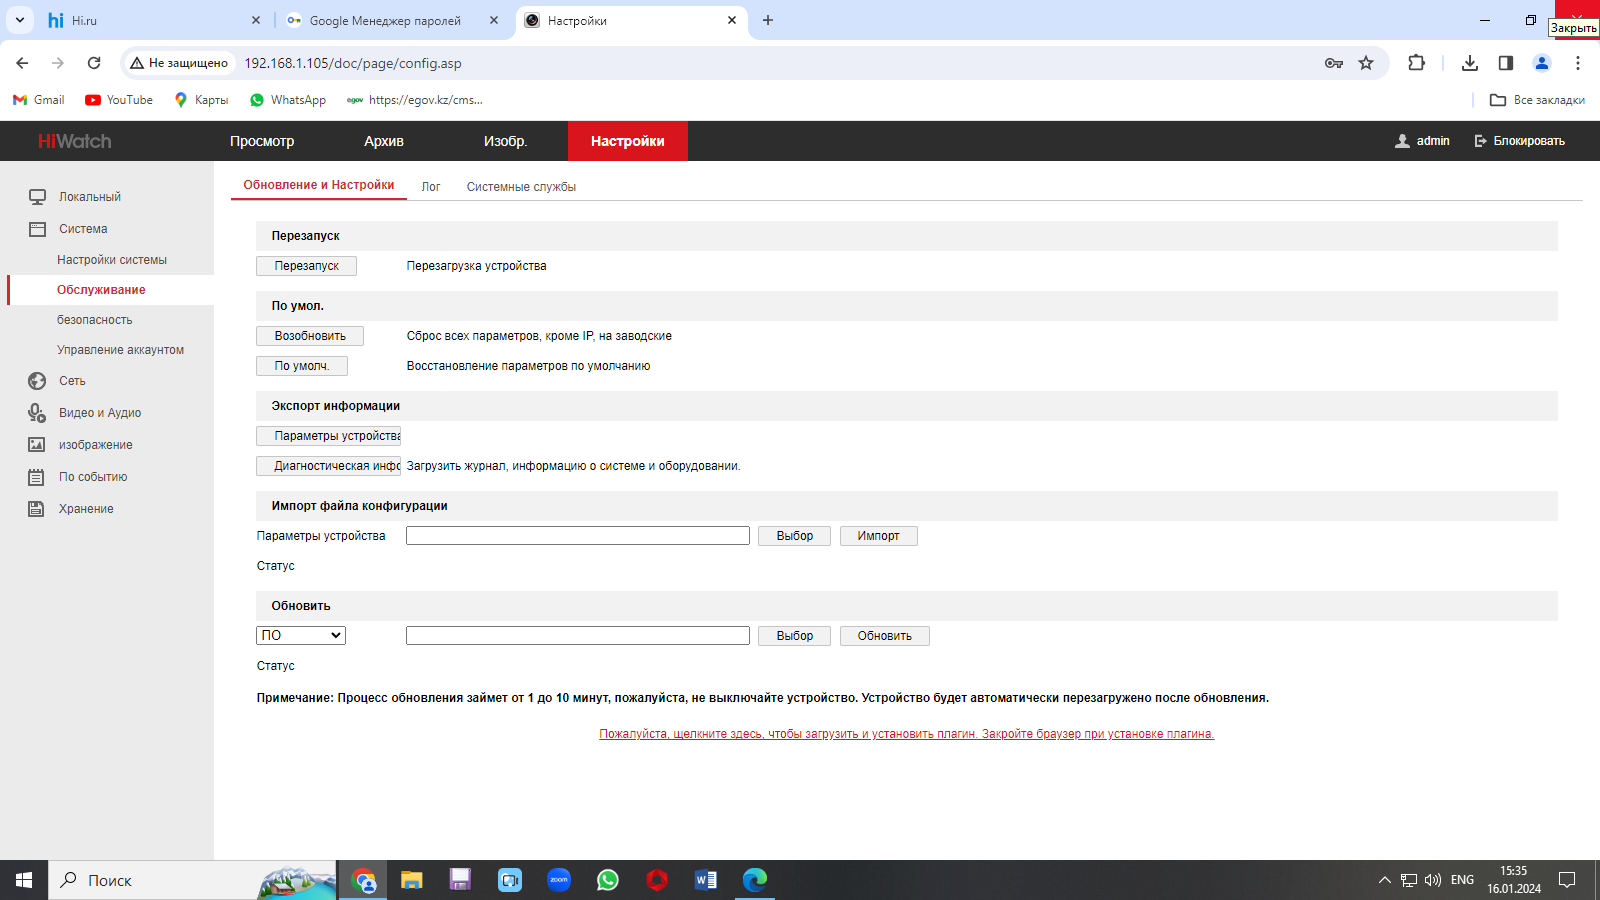 Hi.ru
Google Менеджер паролей
Настройки
Закрыть
Не защищено
192.168.1.105/doc/page/config.asp
Gmail
YouTube
Карты
WhatsApp
egov
https://egov.kz/cms...
Все закладки
HiWatch
Просмотр
Архив
Изобр.
Настройки
admin
Блокировать
Локальный
Система
Настройки системы
Обслуживание
безопасность
Управление аккаунтом
Сеть
Видео и Аудио
изображение
По событию
Хранение
Обновление и Настройки
Лог
Системные службы
Перезапуск
Перезапуск
Перезагрузка устройства
По умол.
Возобновить
Сброс всех параметров, кроме IP, на заводские
По умолч.
Восстановление параметров по умолчанию
Экспорт информации
Параметры устройства
Диагностическая инфо
Загрузить журнал, информацию о системе и оборудовании.
Импорт файла конфигурации
Параметры устройства
Выбор
Импорт
Статус
Обновить
ПО
Выбор
Обновить
Статус
Примечание: Процесс обновления займет от 1 до 10 минут, пожалуйста, не выключайте устройство. Устройство будет автоматически перезагружено после обновления.
Пожалуйста, щелкните здесь, чтобы загрузить и установить плагин. Закройте браузер при установке плагина.
Поиск
zoom
ENG
15:35
16.01.2024